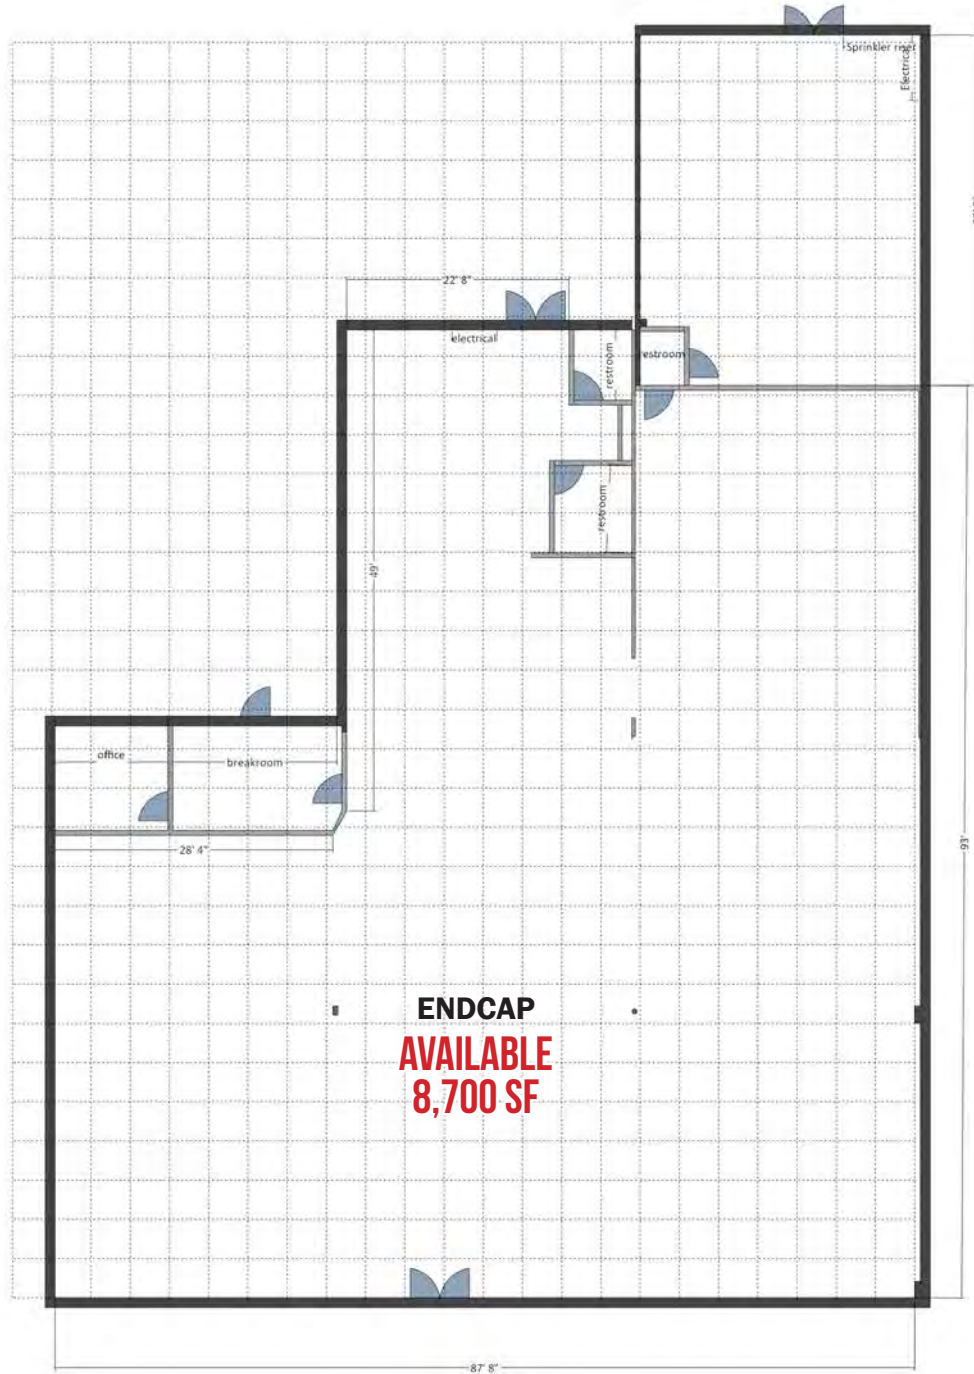 Sprinkler riser
Electrical
22' 8"
electrical
restroom
restroom
restroom
49'
office
breakroom
28' 4"
93'
ENDCAP
AVAILABLE
8,700 SF
87' 8"